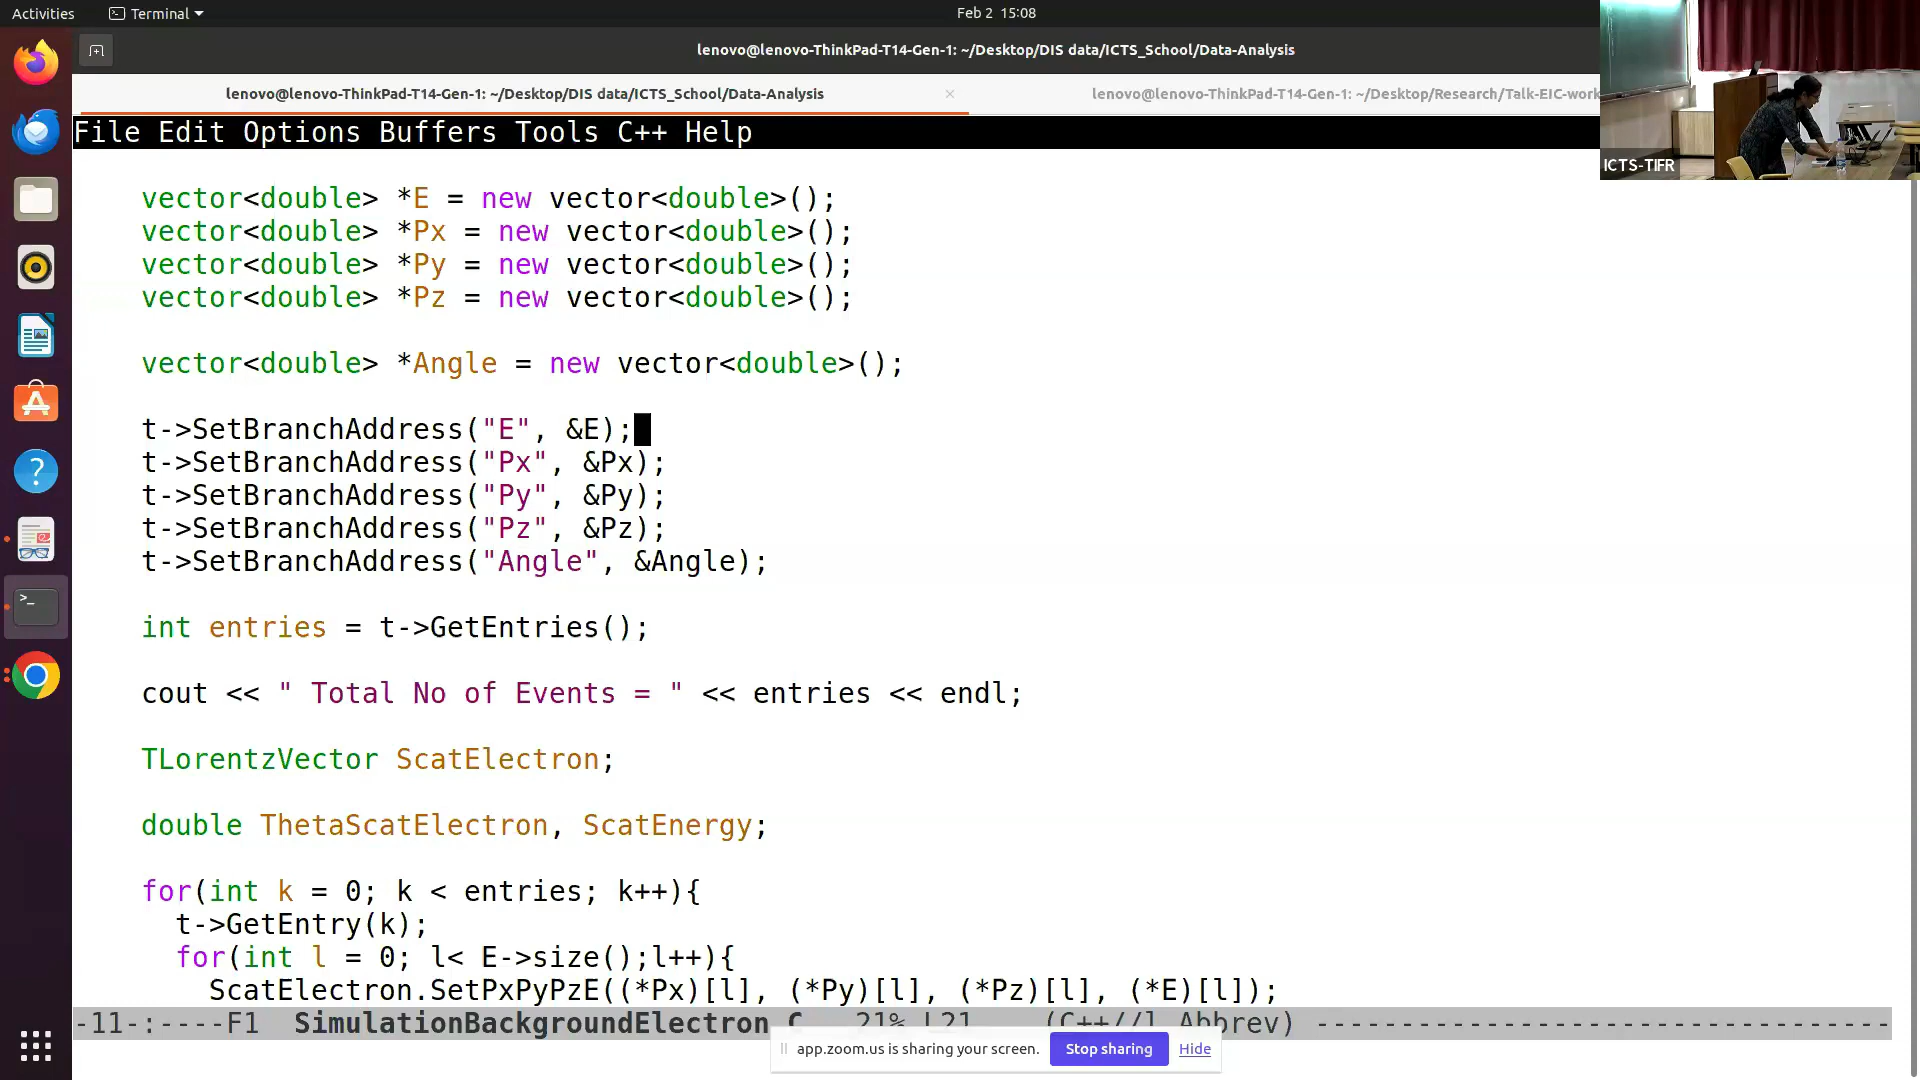 Activities
Terminal
Feb 2 15:08
lenovo@lenovo-ThinkPad-T14-Gen-1: ~/Desktop/DIS data/ICTS_School/Data-Analysis
lenovo@lenovo-ThinkPad-T14-Gen-1: ~/Desktop/DIS data/ICTS_School/Data-Analysis
lenovo@lenovo-ThinkPad-T14-Gen-1: ~/Desktop/Research/Talk-EIC-work
File Edit Options Buffers Tools C++ Help
ICTS-TIFR
vector<double> *E = new vector<double>();
vector<double> *Px = new vector<double>();
vector<double> *Py = new vector<double>();
vector<double> *Pz = new vector<double>();
vector<double> *Angle = new vector<double>();
t->SetBranchAddress("E", &E);
t->SetBranchAddress("Px", &Px);
t->SetBranchAddress("Py", &Py);
t->SetBranchAddress("Pz", &Pz);
t->SetBranchAddress("Angle", &Angle);
int entries = t->GetEntries();
cout << " Total No of Events = " << entries << endl;
TLorentzVector ScatElectron;
double ThetaScatElectron, ScatEnergy;
for(int k = 0; k < entries; k++){
t->GetEntry(k);
for(int l = 0; l< E->size();l++){
ScatElectron.SetPxPyPzE((*Px)[l], (*Py)[l], (*Pz)[l], (*E)[l]);
-11-:----F1 SimulationBackgroundElectron.C 21% L21 (C++//l Abbrev) ----------------------------------
app.zoom.us is sharing your screen.
Stop sharing
Hide